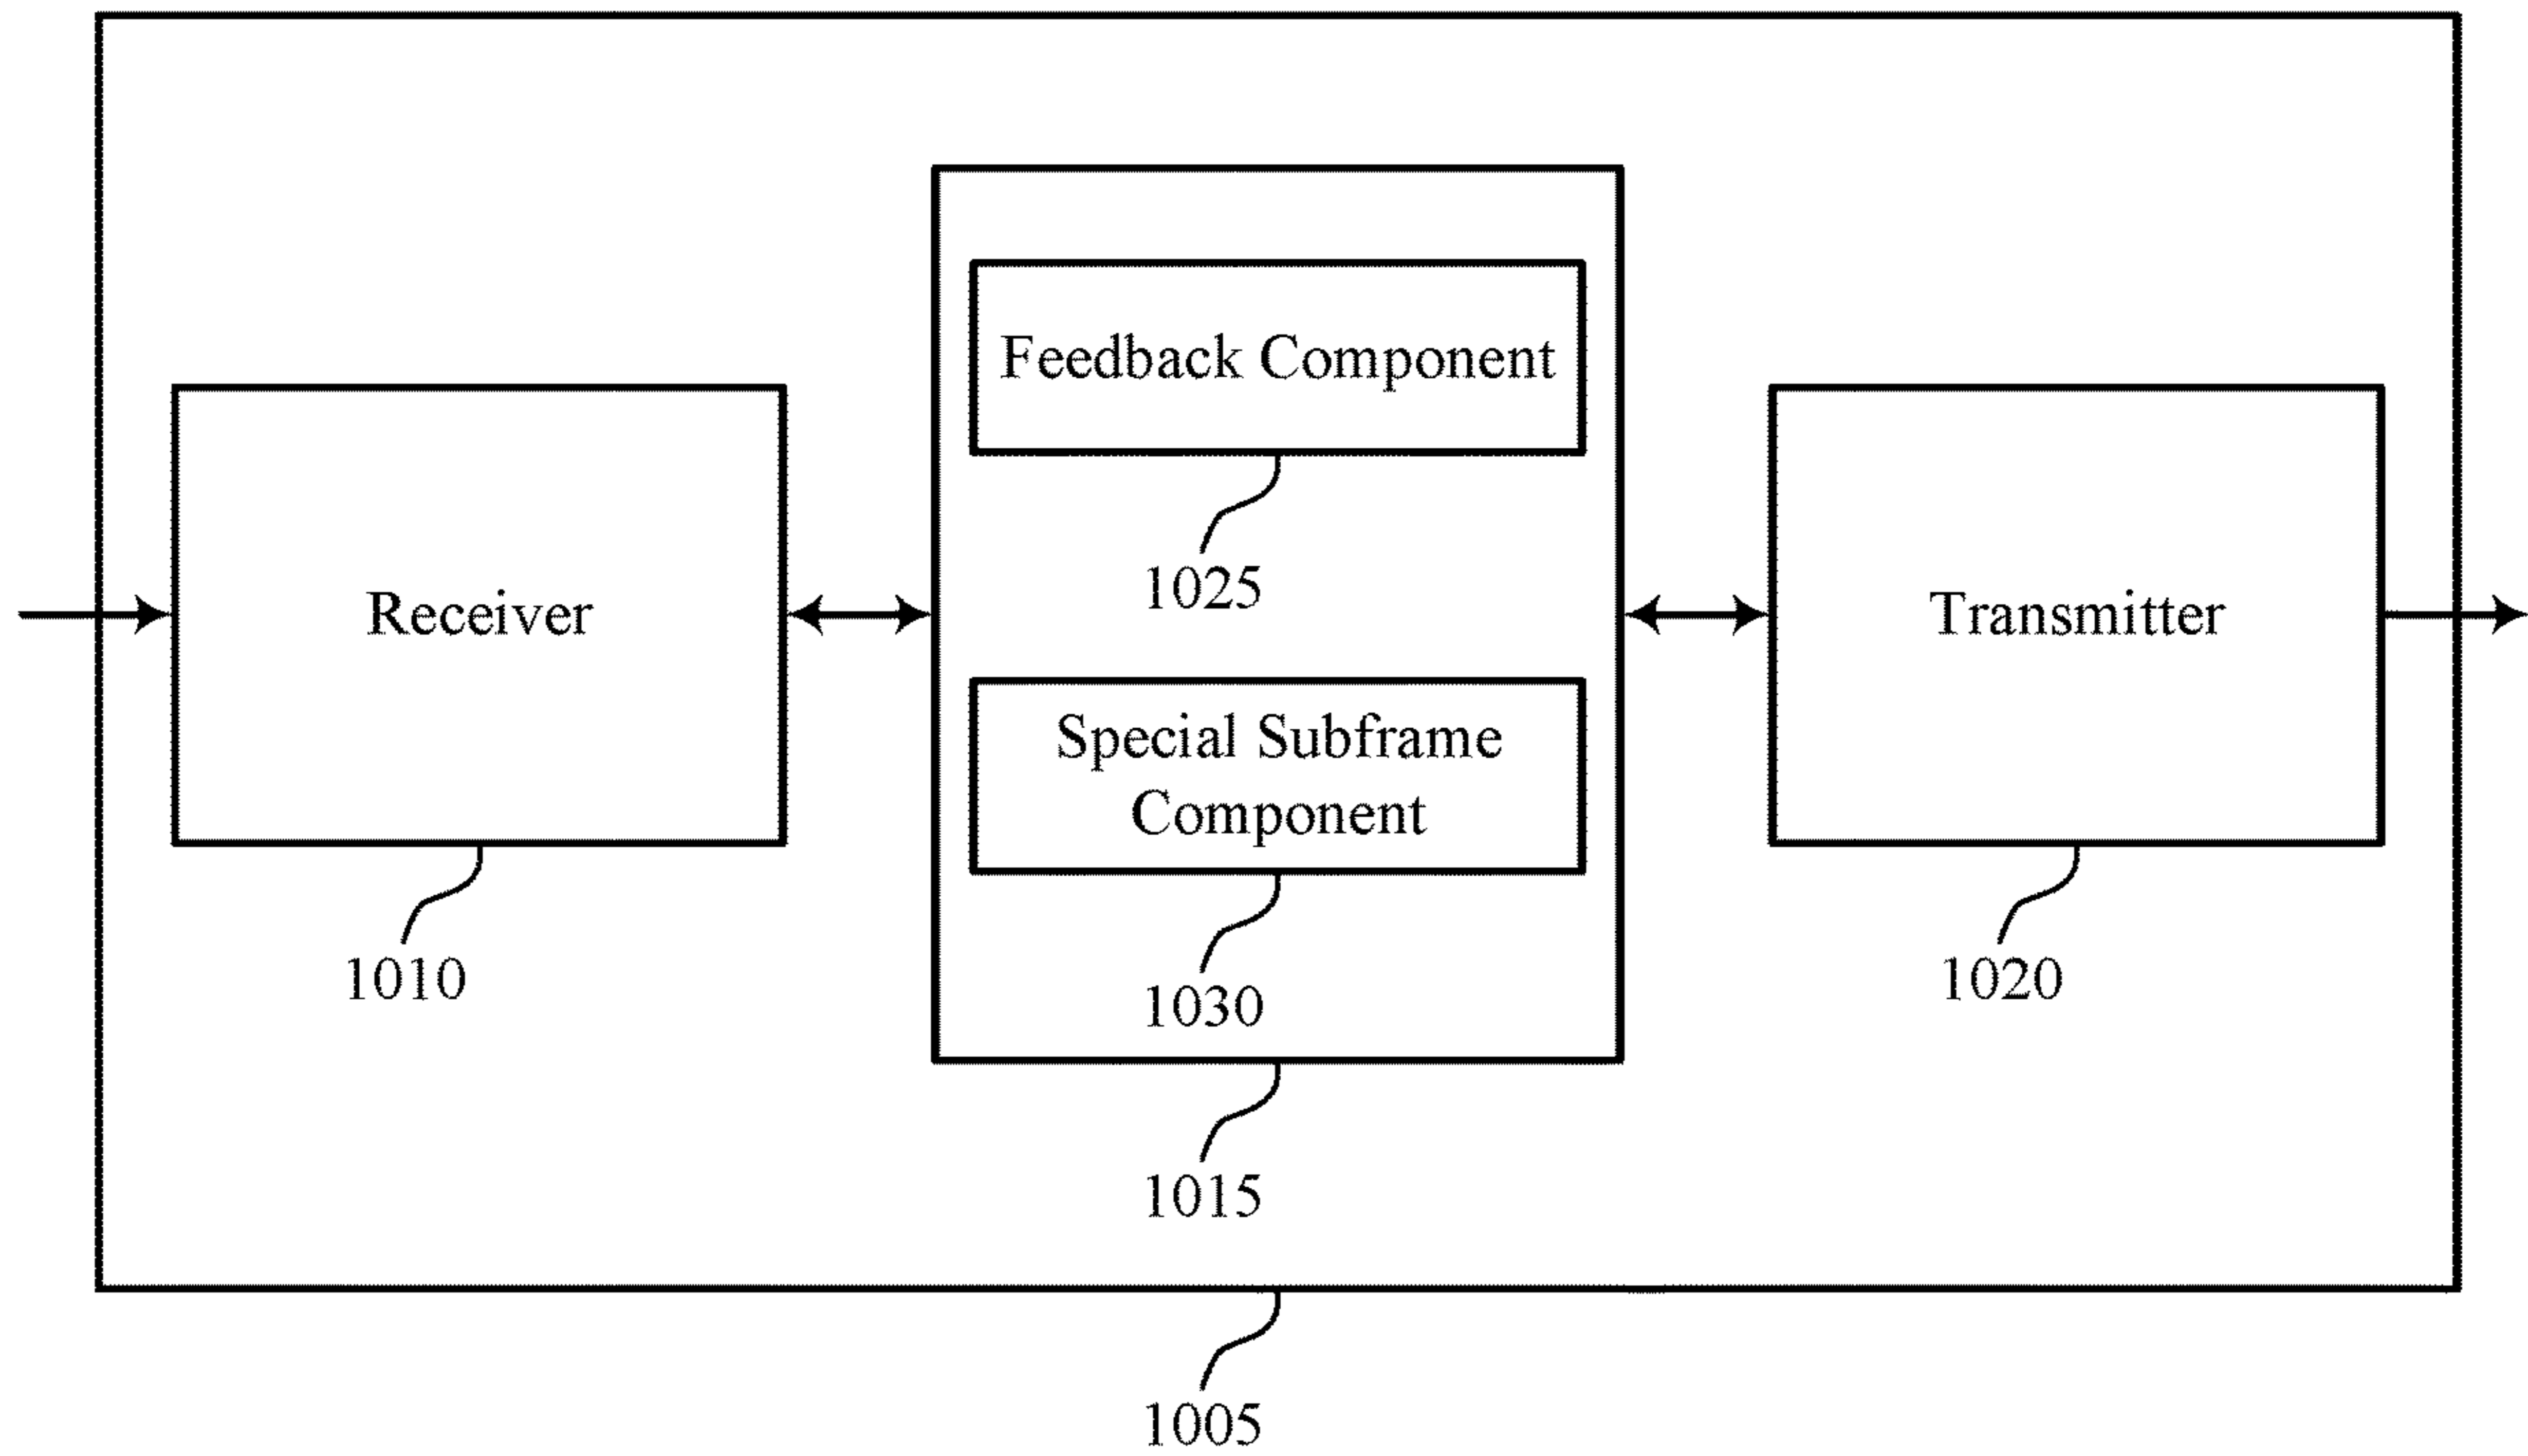 Feedback Component
1025
Receiver
Transmitter
Special Subframe
Component
1010
1030
1020
1015
1005